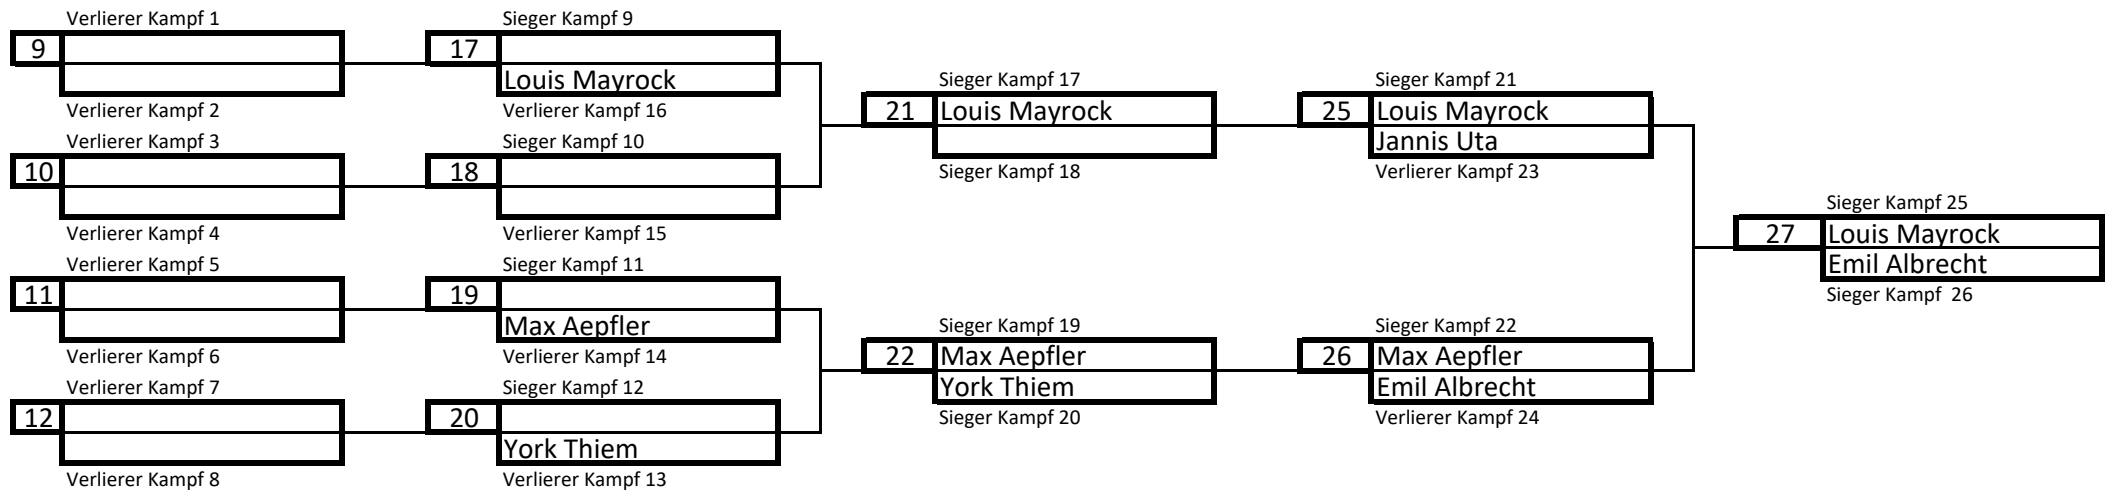 Verlierer Kampf 1
9
Verlierer Kampf 2
Verlierer Kampf 3
10
Verlierer Kampf 4
Verlierer Kampf 5
11
Verlierer Kampf 6
Verlierer Kampf 7
12
Verlierer Kampf 8
Sieger Kampf 9
17
Louis Mayrock
Verlierer Kampf 16
Sieger Kampf 10
18
Verlierer Kampf 15
Sieger Kampf 11
19
Max Aepfler
Verlierer Kampf 14
Sieger Kampf 12
20
York Thiem
Verlierer Kampf 13
Sieger Kampf 17
21 Louis Mayrock
Sieger Kampf 18
Sieger Kampf 19
22 Max Aepfler
York Thiem
Sieger Kampf 20
Sieger Kampf 21
25 Louis Mayrock
Jannis Uta
Verlierer Kampf 23
Sieger Kampf 22
26 Max Aepfler
Emil Albrecht
Verlierer Kampf 24
Sieger Kampf 25
27 Louis Mayrock
Emil Albrecht
Sieger Kampf 26